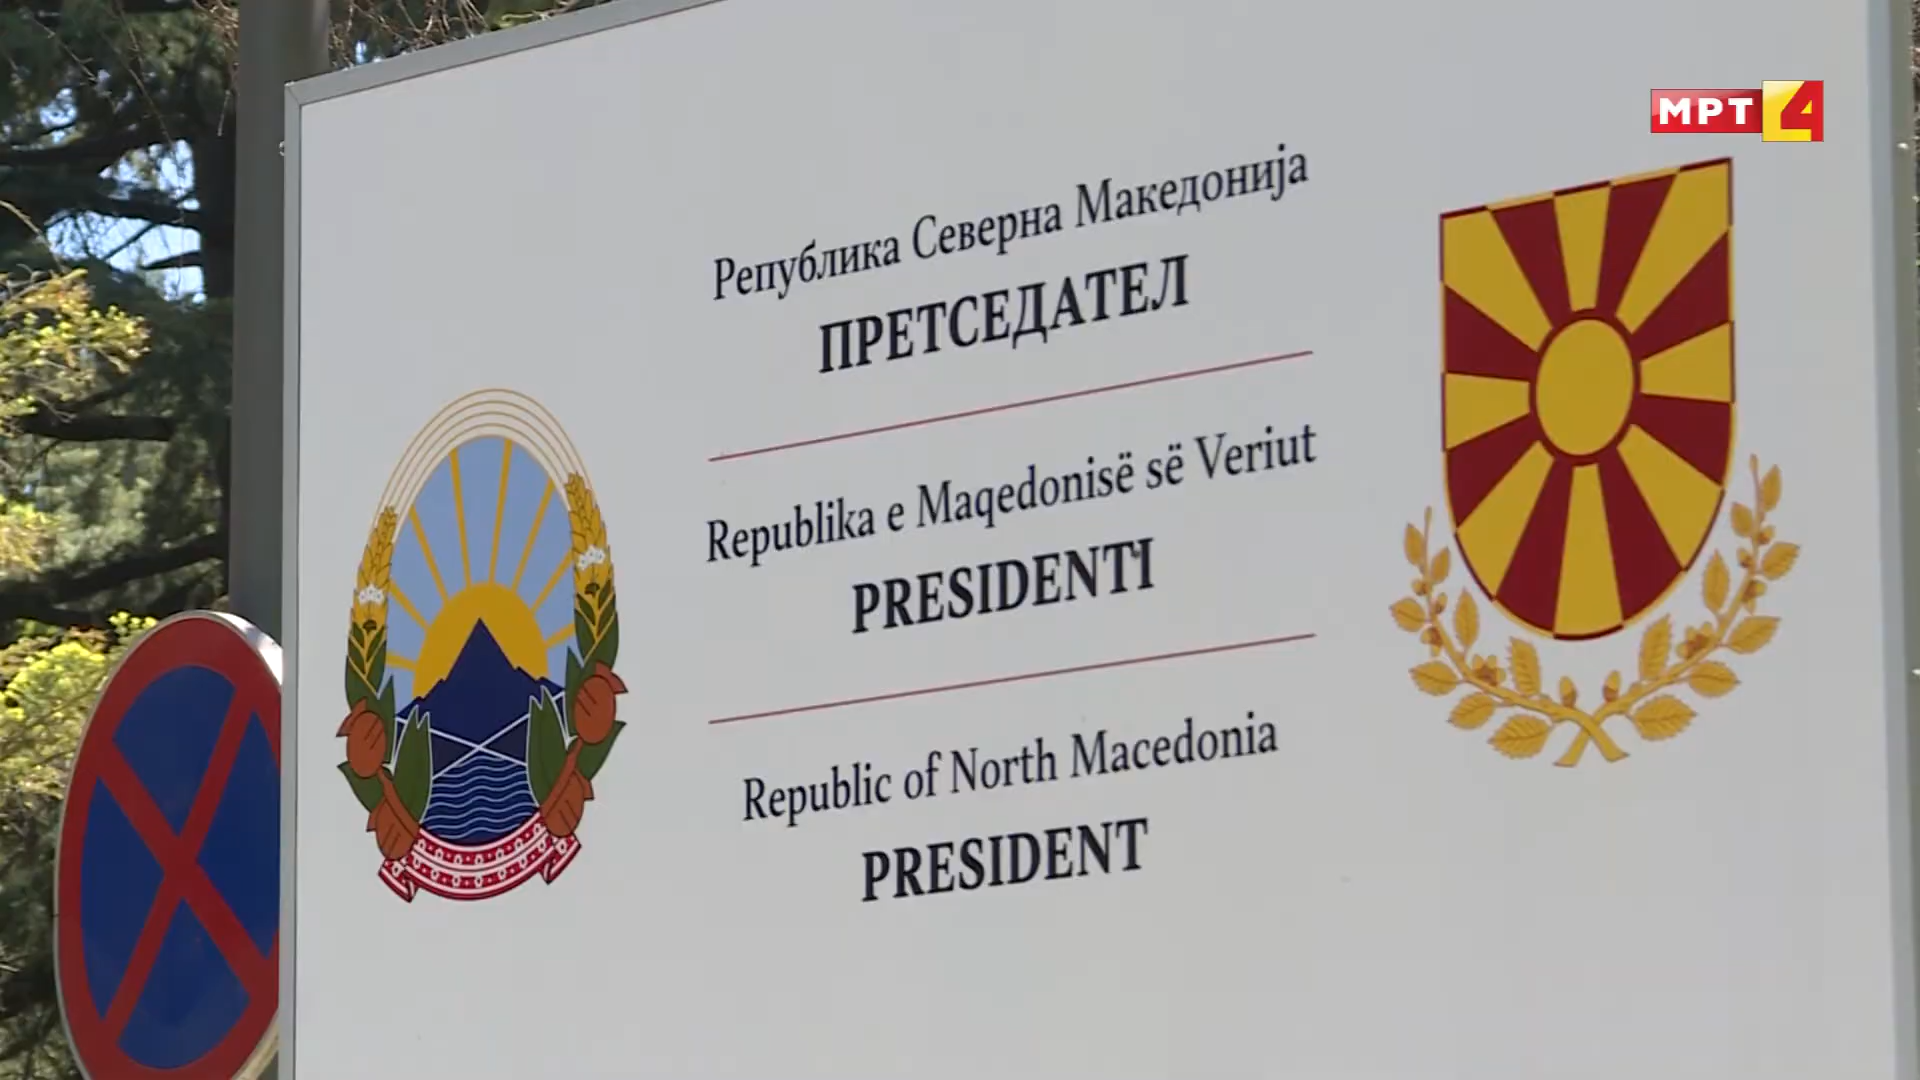 МРТ 4
Република Северна Македонија
ПРЕТСЕДАТЕЛ
Republika e Maqedonisë së Veriut
PRESIDENTI
Republic of North Macedonia
PRESIDENT